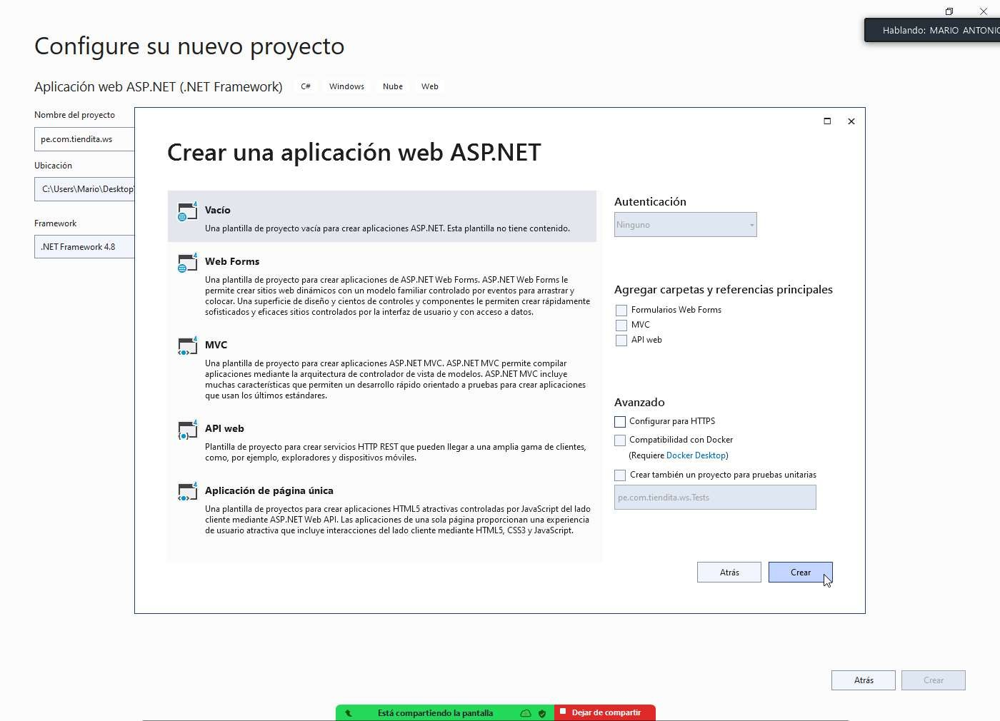 Hablando: MARIO ANTONIO
Configure su nuevo proyecto
Aplicación web ASP.NET (.NET Framework) C# Windows Nube Web
Nombre del proyecto
pe.com.tiendita.ws
Ubicación
C:\Users\Mario\Desktop\
Framework
.NET Framework 4.8
Crear una aplicación web ASP.NET
Vacío
Una plantilla de proyecto vacía para crear aplicaciones ASP.NET. Esta plantilla no tiene contenido.
Web Forms
Una plantilla de proyecto para crear aplicaciones de ASP.NET Web Forms. ASP.NET Web Forms le
permite crear sitios web dinámicos con un modelo familiar controlado por eventos para arrastrar y
colocar. Una superficie de diseño y cientos de controles y componentes le permiten crear rápidamente
sofisticados y eficaces sitios controlados por la interfaz de usuario y con acceso a datos.
MVC
Una plantilla de proyecto para crear aplicaciones ASP.NET MVC. ASP.NET MVC permite compilar
aplicaciones mediante la arquitectura de controlador de vista de modelos. ASP.NET MVC incluye
muchas características que permiten un desarrollo rápido orientado a pruebas para crear aplicaciones
que usan los últimos estándares.
API web
Plantilla de proyecto para crear servicios HTTP REST que pueden llegar a una amplia gama de clientes,
como, por ejemplo, exploradores y dispositivos móviles.
Aplicación de página única
Una plantilla de proyectos para crear aplicaciones HTML5 atractivas controladas por JavaScript del lado
cliente mediante ASP.NET Web API. Las aplicaciones de una sola página proporcionan una experiencia
de usuario atractiva que incluye interacciones del lado cliente mediante HTML5, CSS3 y JavaScript.
Autenticación
Ninguno
Agregar carpetas y referencias principales
Formularios Web Forms
MVC
API web
Avanzado
Configurar para HTTPS
Compatibilidad con Docker
(Requiere Docker Desktop)
Crear también un proyecto para pruebas unitarias
pe.com.tiendita.ws.Tests
Atrás Crear
Atrás Crear
Está compartiendo la pantalla Dejar de compartir